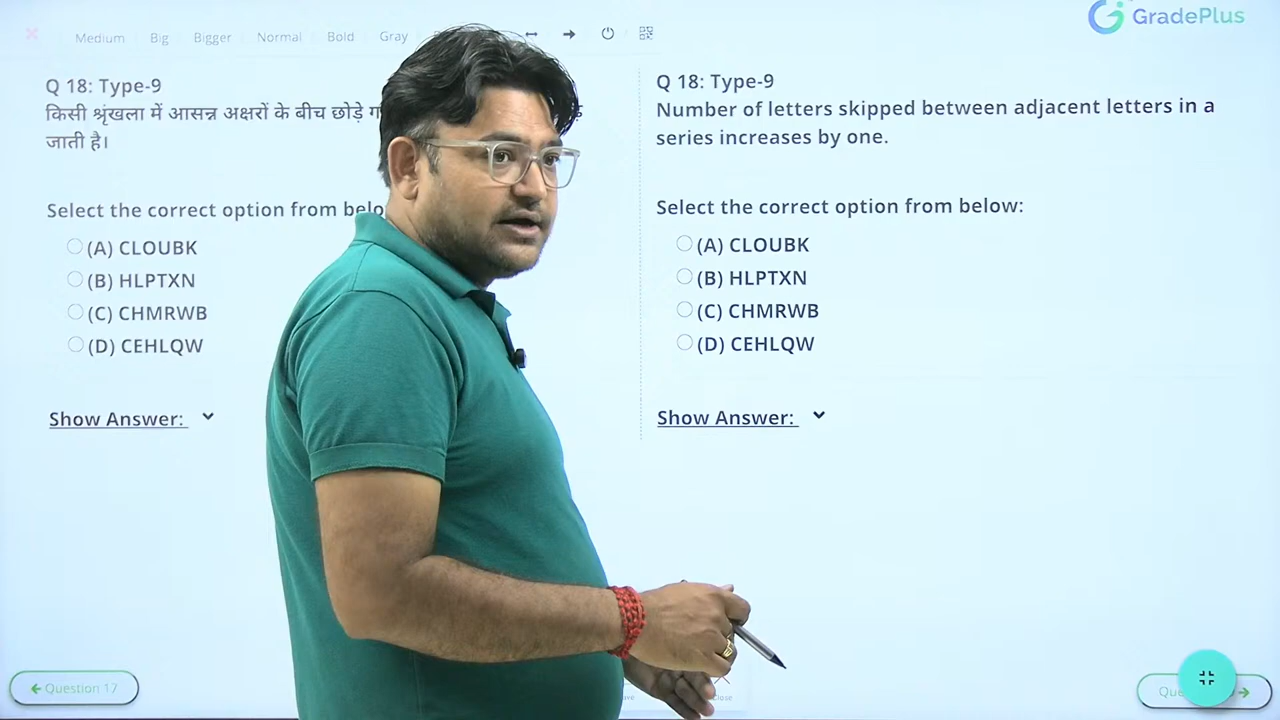 Medium Big Bigger Normal Bold Gray
GradePlus
Q 18: Type-9
किसी श्रृंखला में आसन्न अक्षरों के बीच छोड़े
जाती है।
Select the correct option from
(A) CLOUBK
(B) HLPTXN
(C) CHMRWB
(D) CEHLQW
Show Answer:
Q 18: Type-9
Number of letters skipped between adjacent letters in a
series increases by one.
Select the correct option from below:
(A) CLOUBK
(B) HLPTXN
(C) CHMRWB
(D) CEHLQW
Show Answer:
Question 17
Close